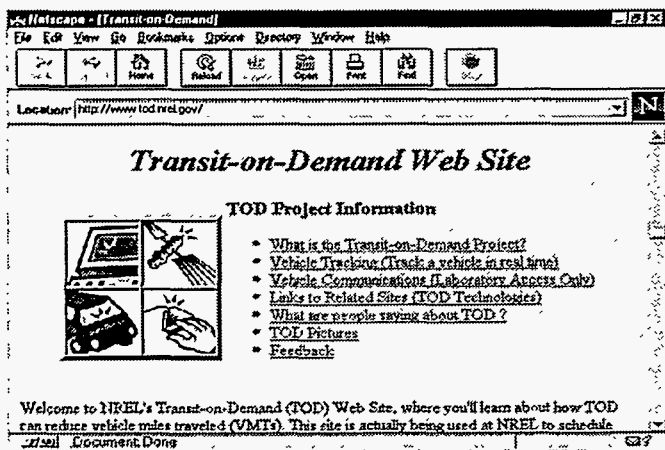 Netscape - [Transit-on-Demand]
File Edit View Go Bookmarks Options Directory Window Help
Home Reload Open Print Find Stop
Location: http://www.tod.nrel.gov/
N
Transit-on-Demand Web Site
TOD Project Information
What is the Transit-on-Demand Project?
Vehicle Tracking (Track a vehicle in real time)
Vehicle Communications (Laboratory Access Only)
Links to Related Sites (TOD Technologies)
What are people saying about TOD ?
TOD Pictures
Feedback
Welcome to NREL's Transit-on-Demand (TOD) Web Site, where you'll learn about how TOD
can reduce vehicle miles traveled (VMTs). This site is actually being used at NREL to schedule
Document: Done